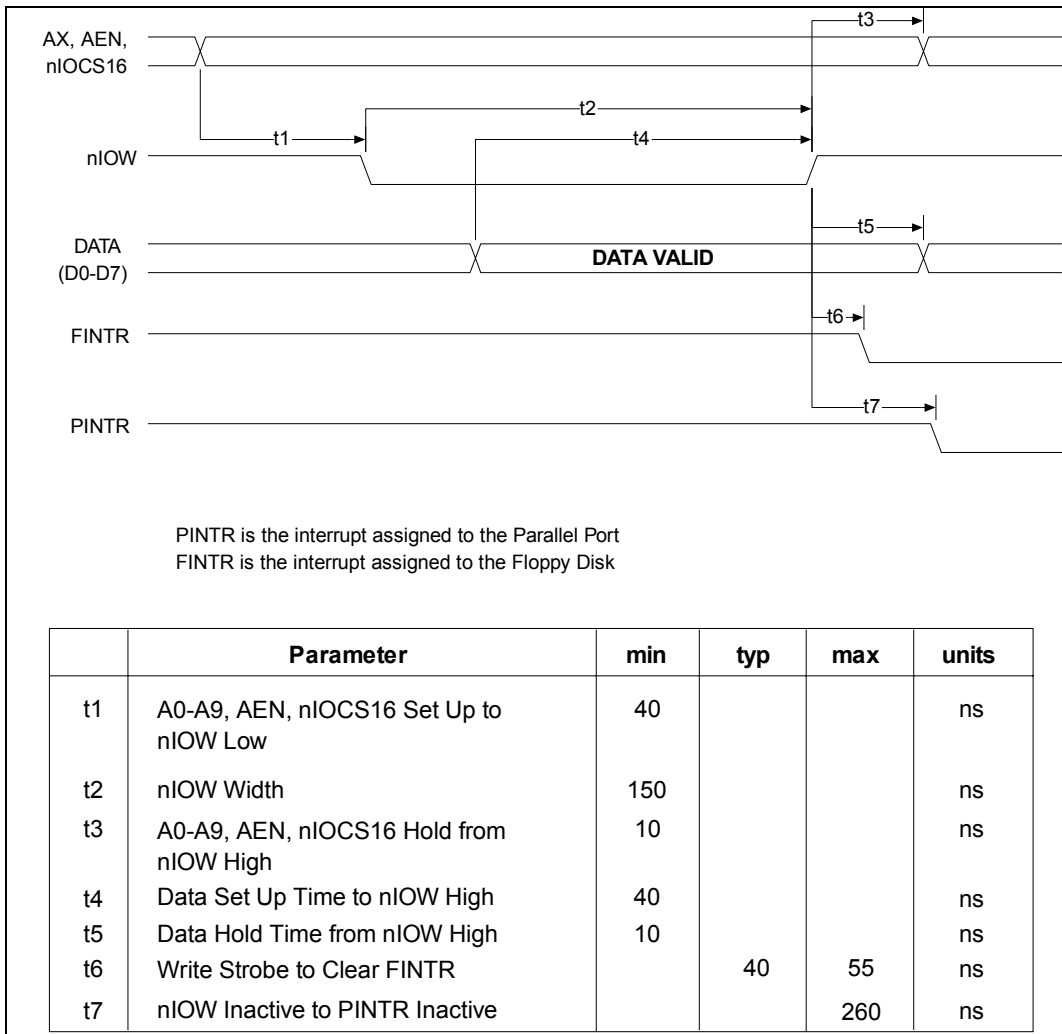 t3
AX, AEN,
nIOCS16
t2
t1
t4
nIOW
t5
DATA
(D0-D7)
DATA VALID
t6
FINTR
t7
PINTR
PINTR is the interrupt assigned to the Parallel Port
FINTR is the interrupt assigned to the Floppy Disk
Parameter min typ max units
t1 A0-A9, AEN, nIOCS16 Set Up to 40 ns
nIOW Low
t2 nIOW Width 150 ns
t3 A0-A9, AEN, nIOCS16 Hold from 10 ns
nIOW High
t4 Data Set Up Time to nIOW High 40 ns
t5 Data Hold Time from nIOW High 10 ns
t6 Write Strobe to Clear FINTR 40 55 ns
t7 nIOW Inactive to PINTR Inactive 260 ns